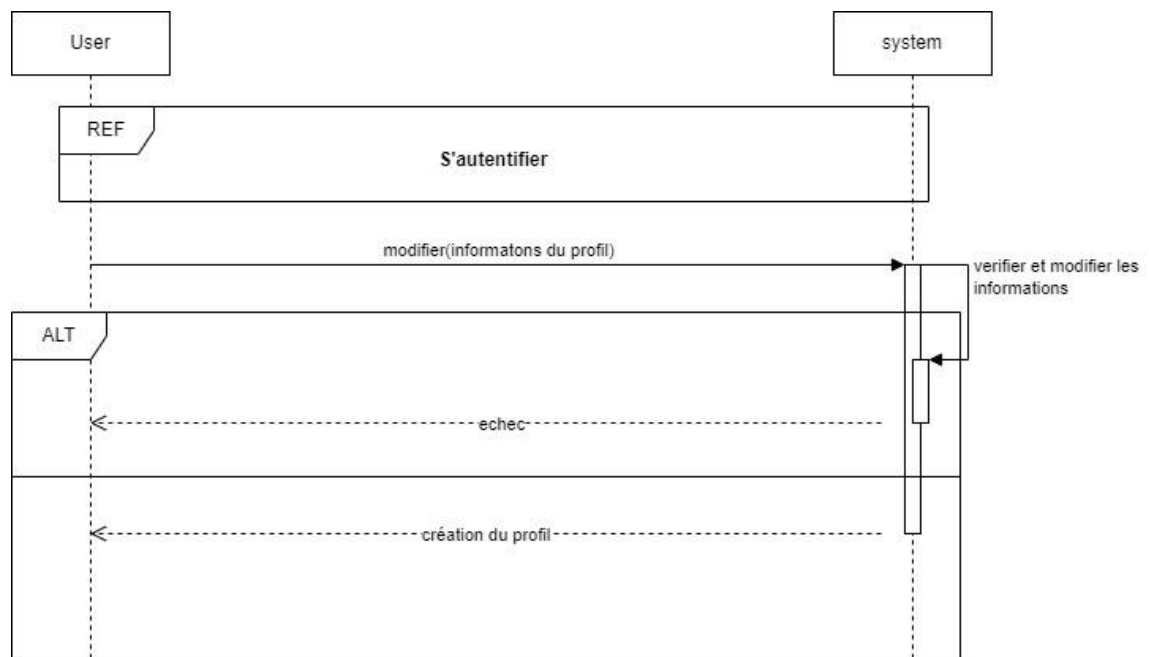 User
system
REF
S'autentifier
modifier(informatons du profil)
verifier et modifier les
informations
ALT
echec
création du profil